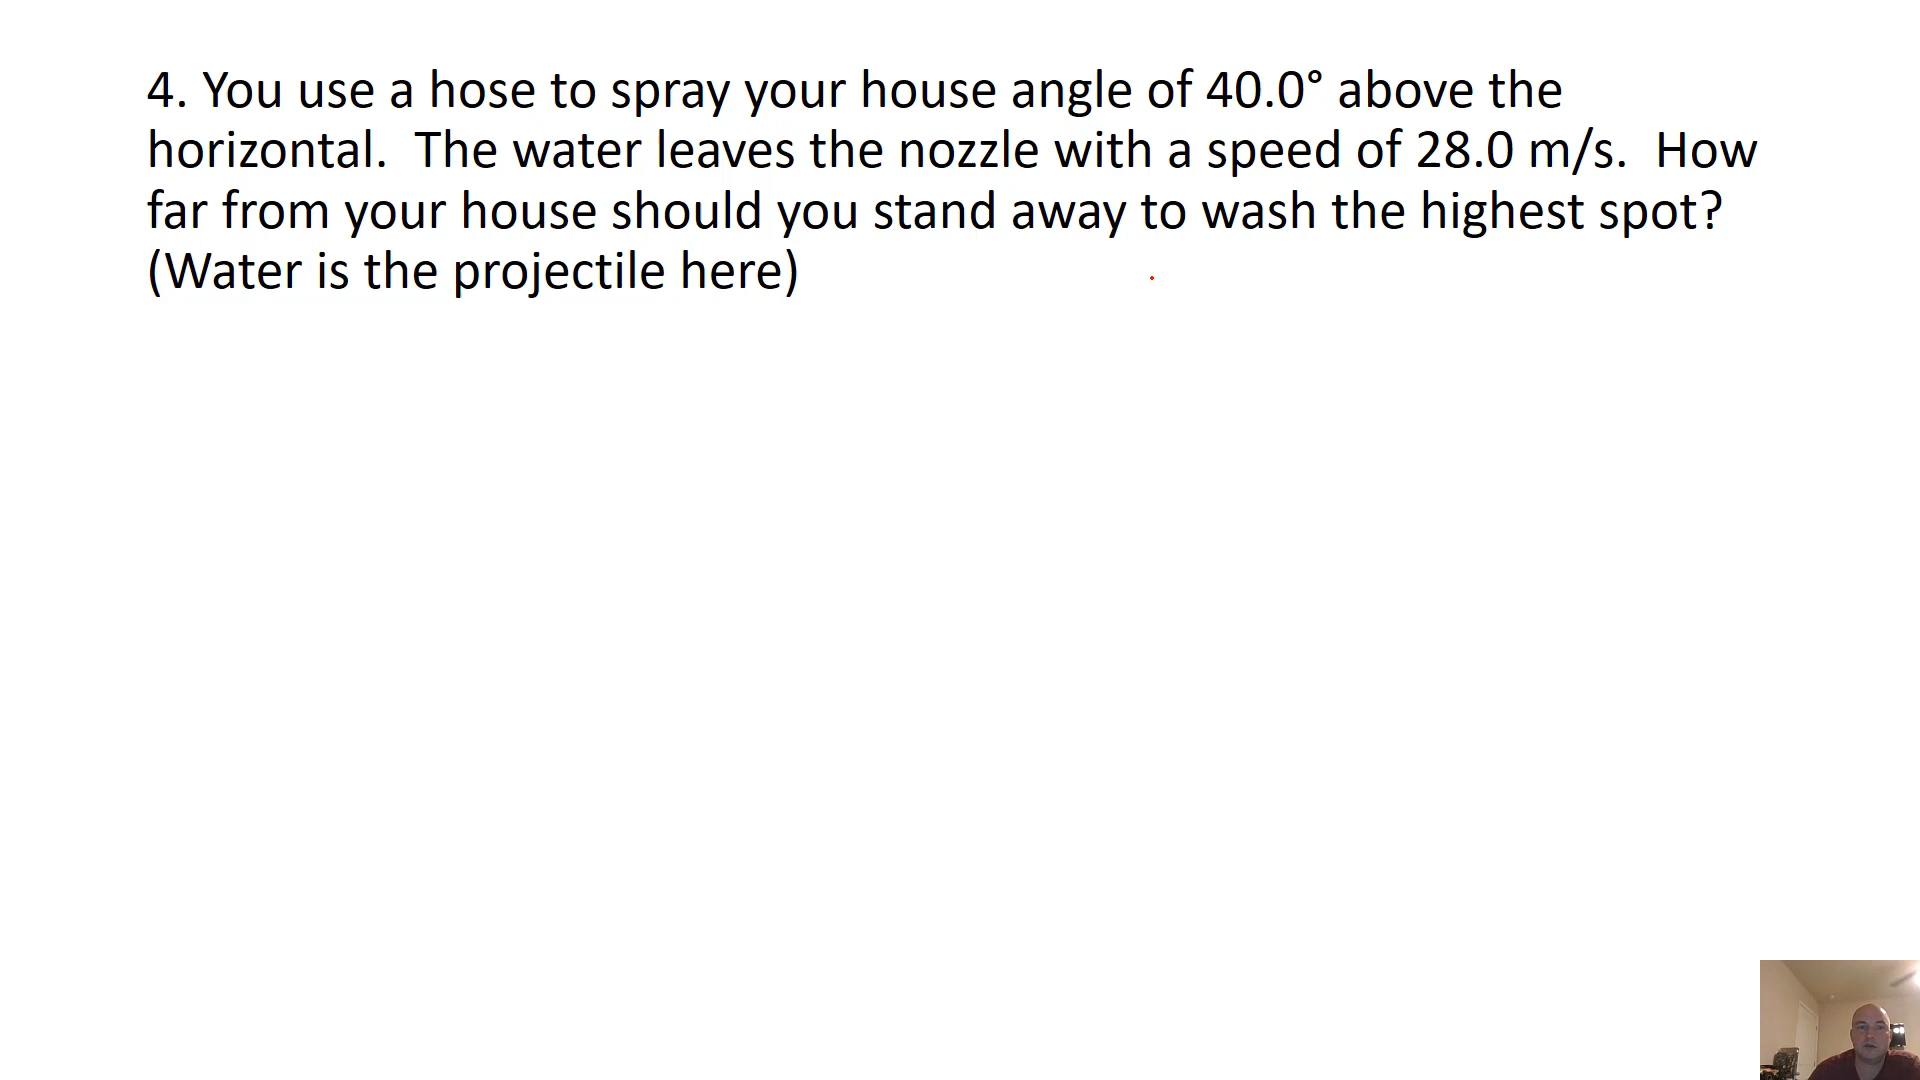 4. You use a hose to spray your house angle of 40.0° above the
horizontal.  The water leaves the nozzle with a speed of 28.0 m/s.  How
far from your house should you stand away to wash the highest spot?
(Water is the projectile here)